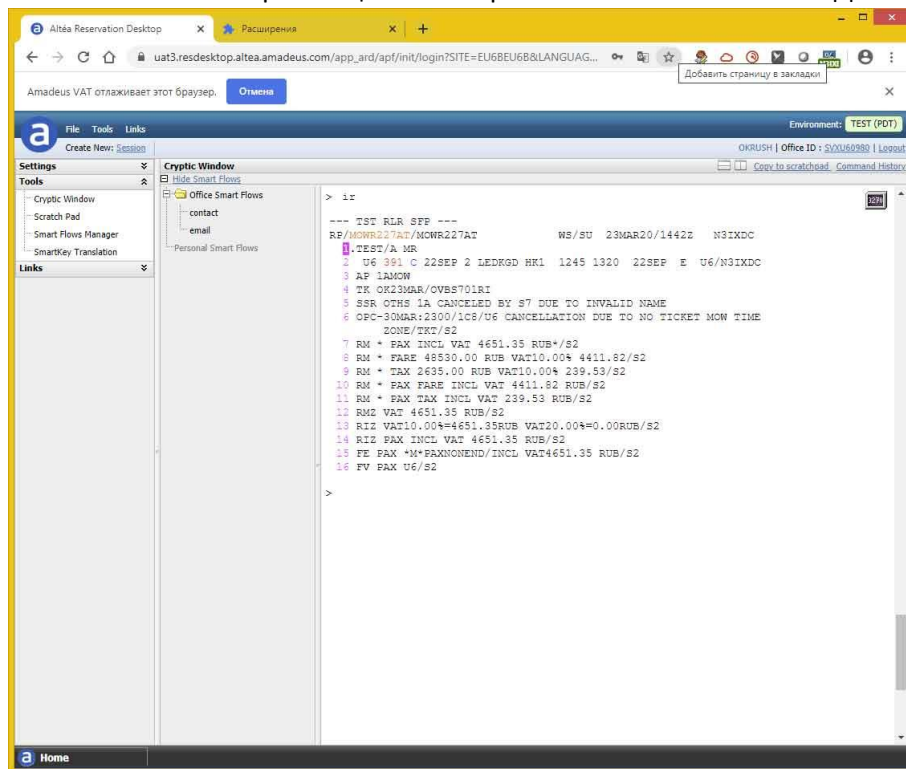 Altéa Reservation Desktop
Расширения
uat3.resdesktop.altea.amadeus.com/app_ard/apf/init/login?SITE=EU6BEU6B&LANGUAG...
Добавить страницу в закладки
Amadeus VAT отлаживает этот браузер.
Отмена
File Tools Links
Environment: TEST (PDT)
Create New: Session
OKRUSH | Office ID : SVXU60980 | Logout
Settings
Cryptic Window
Copy to scratchpad Command History
Tools
Hide Smart Flows
Cryptic Window
Scratch Pad
Smart Flows Manager
SmartKey Translation
Links
Office Smart Flows
contact
email
Personal Smart Flows
> ir
3270
--- TST RLR SFP ---
RP/MOWR227AT/MOWR227AT WS/SU 23MAR20/1442Z N3IXDC
1.TEST/A MR
2 U6 391 C 22SEP 2 LEDKGD HK1 1245 1320 22SEP E U6/N3IXDC
3 AP 1AMOW
4 TK OK23MAR/OVBS701RI
5 SSR OTHS 1A CANCELED BY S7 DUE TO INVALID NAME
6 OPC-30MAR:2300/1C8/U6 CANCELLATION DUE TO NO TICKET MOW TIME
ZONE/TKT/S2
7 RM * PAX INCL VAT 4651.35 RUB*/S2
8 RM * FARE 48530.00 RUB VAT10.00% 4411.82/S2
9 RM * TAX 2635.00 RUB VAT10.00% 239.53/S2
10 RM * PAX FARE INCL VAT 4411.82 RUB/S2
11 RM * PAX TAX INCL VAT 239.53 RUB/S2
12 RMZ VAT 4651.35 RUB/S2
13 RIZ VAT10.00%=4651.35RUB VAT20.00%=0.00RUB/S2
14 RIZ PAX INCL VAT 4651.35 RUB/S2
15 FE PAX *M*PAXNONEND/INCL VAT4651.35 RUB/S2
16 FV PAX U6/S2
>
Home